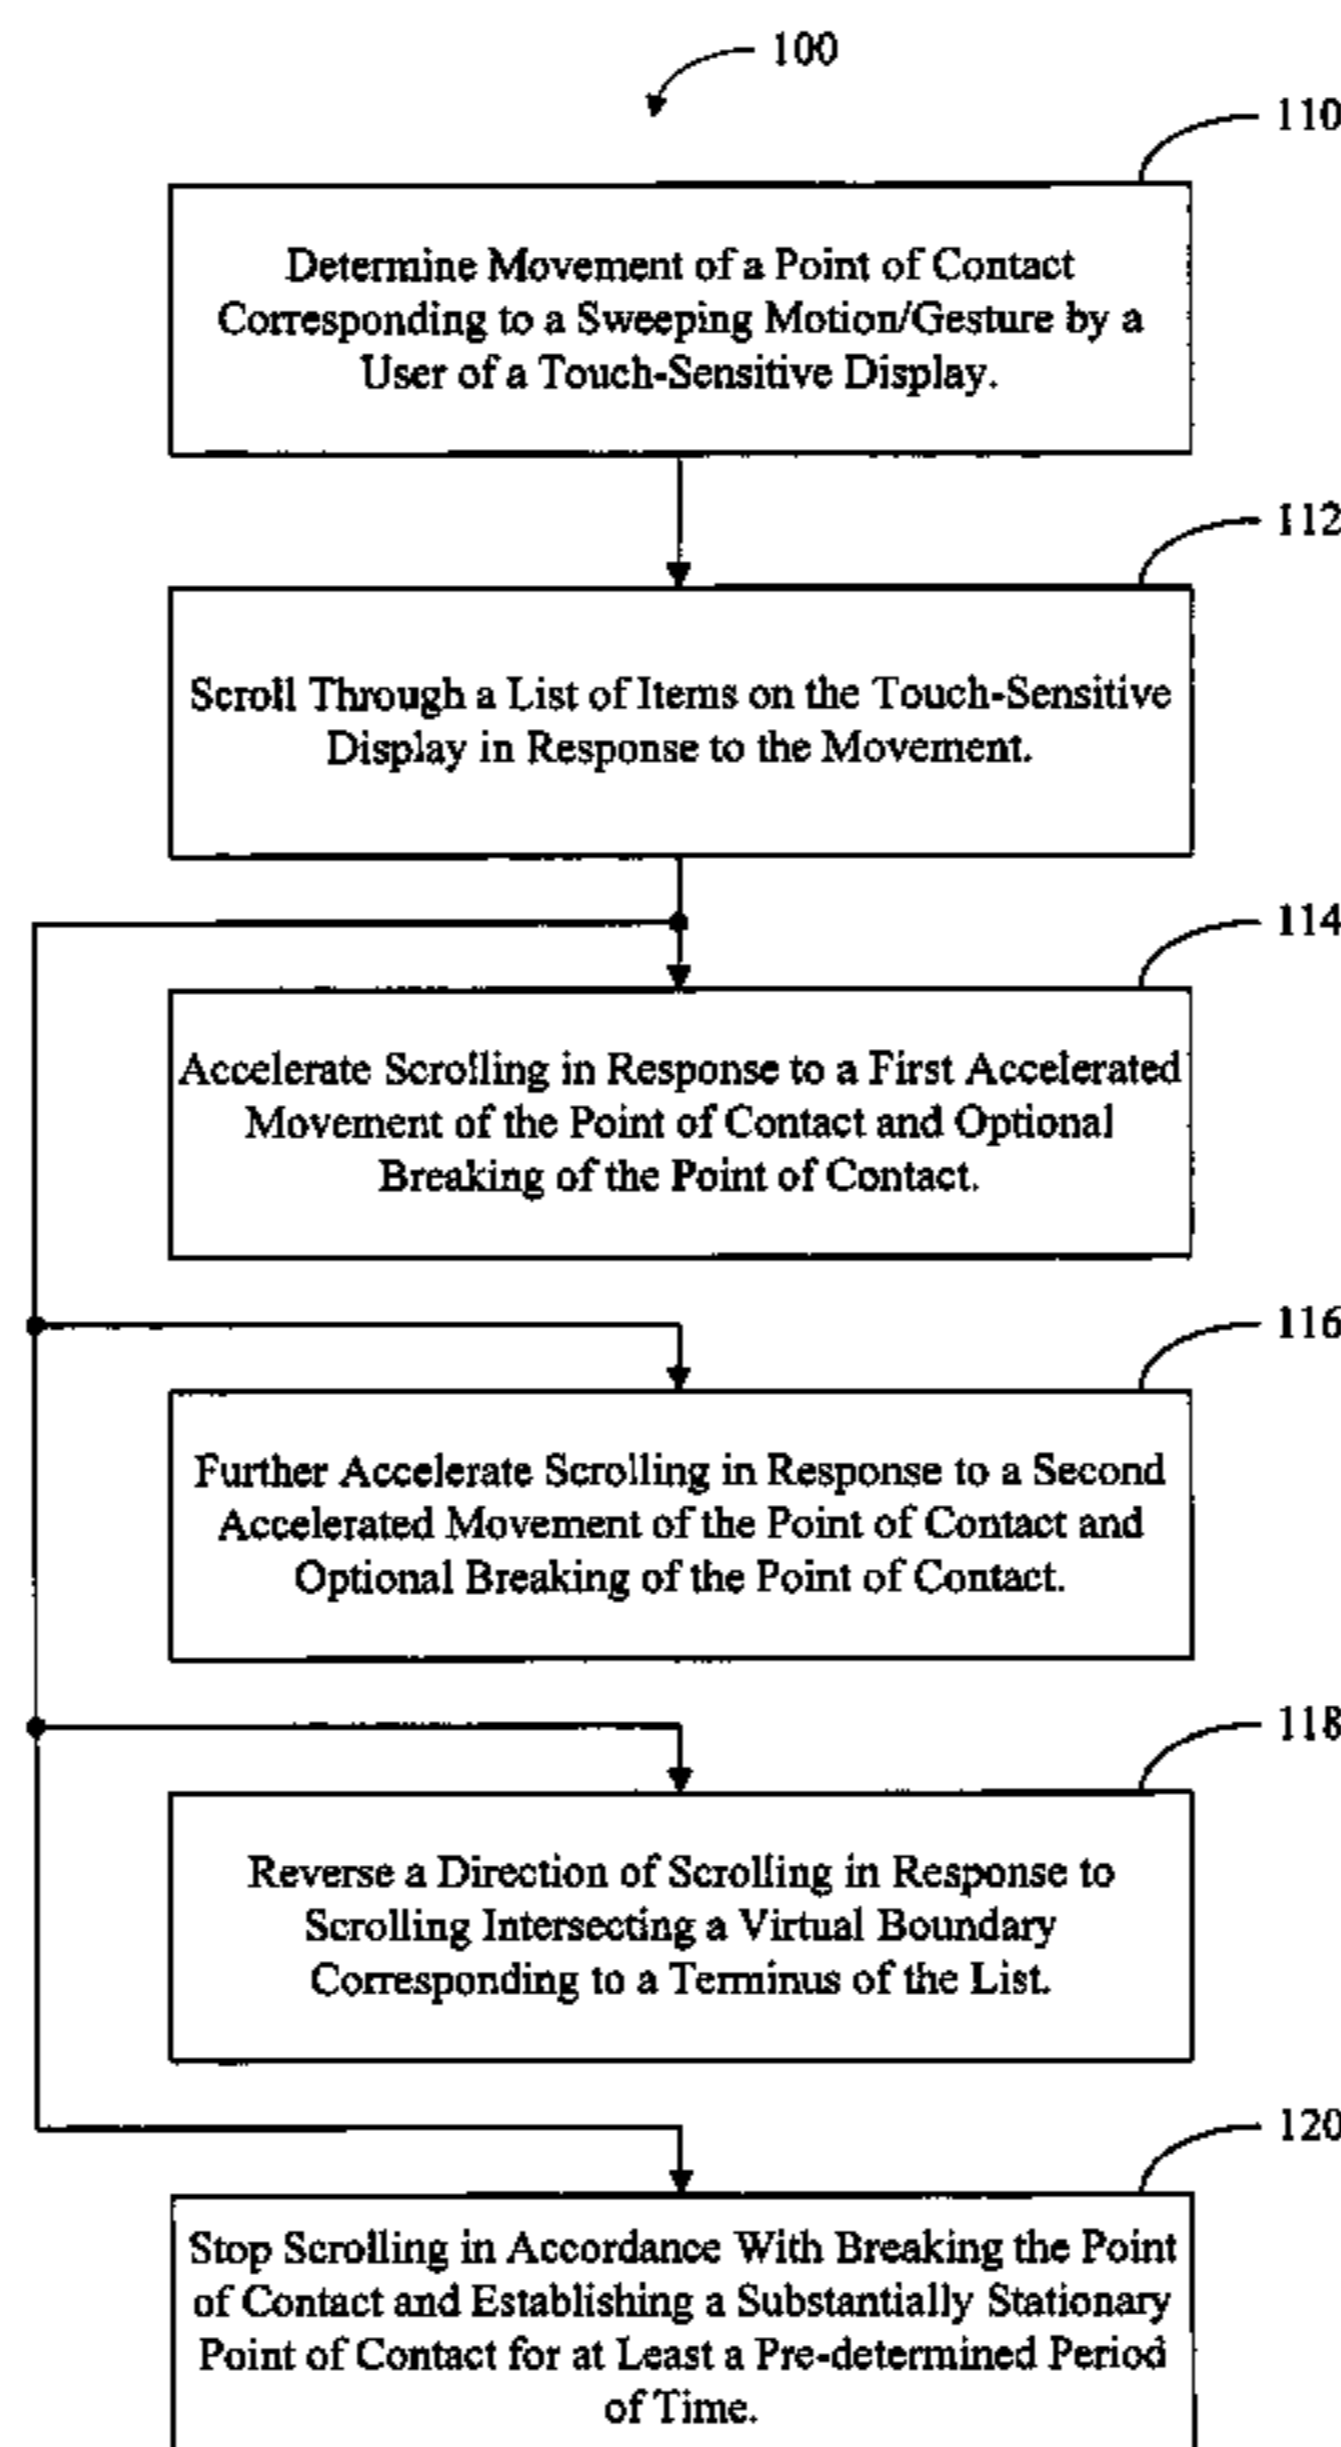 100
110
Determine Movement of a Point of Contact
Corresponding to a Sweeping Motion/Gesture by a
User of a Touch-Sensitive Display.
112
Scroll Through a List of Items on the Touch-Sensitive
Display in Response to the Movement.
114
Accelerate Scrolling in Response to a First Accelerated
Movement of the Point of Contact and Optional
Breaking of the Point of Contact.
116
Further Accelerate Scrolling in Response to a Second
Accelerated Movement of the Point of Contact and
Optional Breaking of the Point of Contact.
118
Reverse a Direction of Scrolling in Response to
Scrolling Intersecting a Virtual Boundary
Corresponding to a Terminus of the List.
120
Stop Scrolling in Accordance With Breaking the Point
of Contact and Establishing a Substantially Stationary
Point of Contact for at Least a Pre-determined Period
of Time.